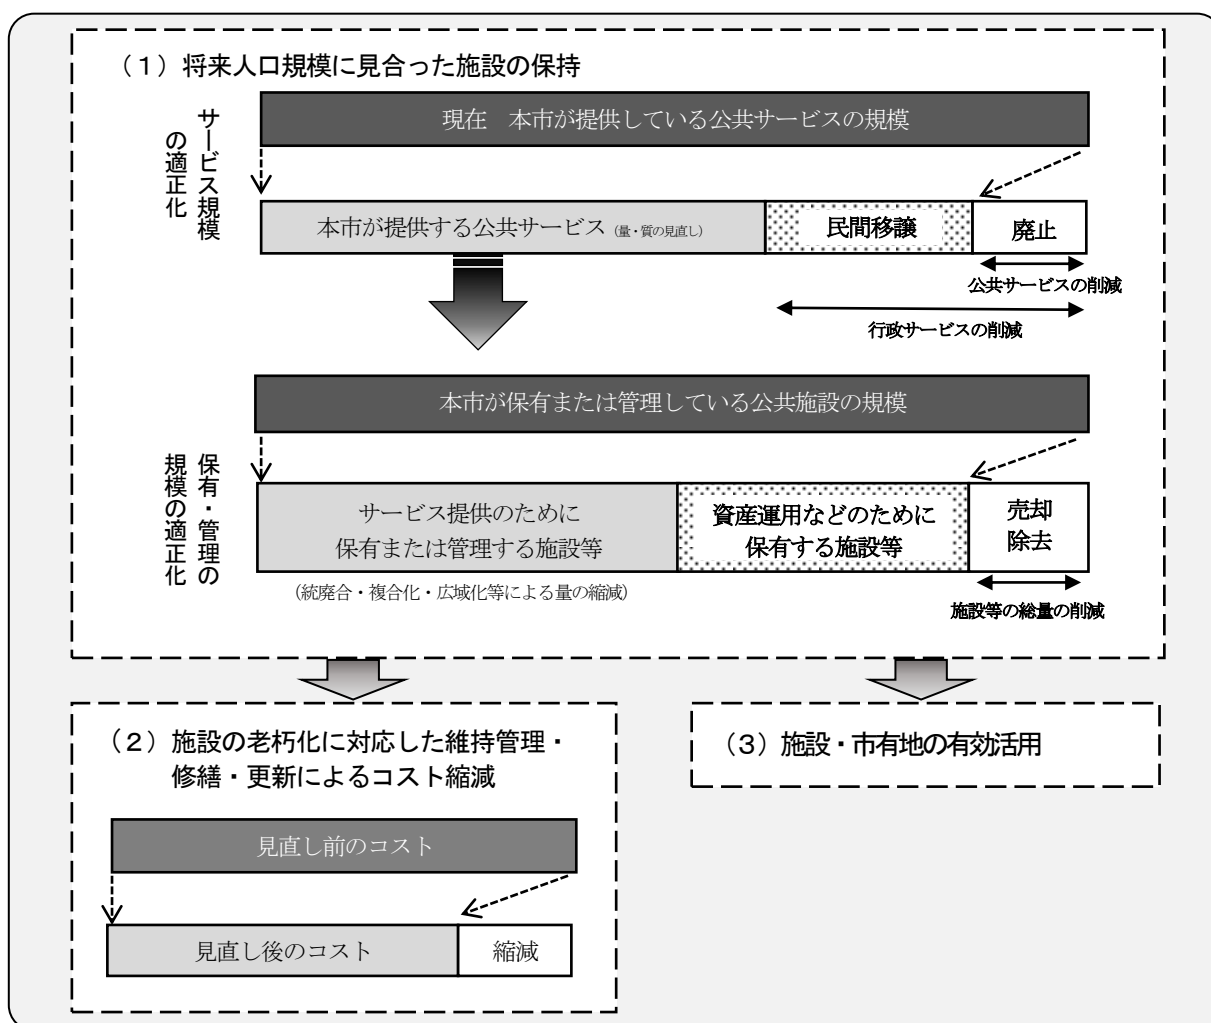 （１）将来人口規模に見合った施設の保持
サービス規模
の適正化
現在　本市が提供している公共サービスの規模
本市が提供する公共サービス（量・質の見直し）
民間移譲
廃止
公共サービスの削減
行政サービスの削減
保有・管理の
規模の適正化
本市が保有または管理している公共施設の規模
サービス提供のために
保有または管理する施設等
資産運用などのために
保有する施設等
売却
除去
（統廃合・複合化・広域化等による量の縮減）
施設等の総量の削減
（２）施設の老朽化に対応した維持管理・
修繕・更新によるコスト縮減
見直し前のコスト
見直し後のコスト
縮減
（３）施設・市有地の有効活用